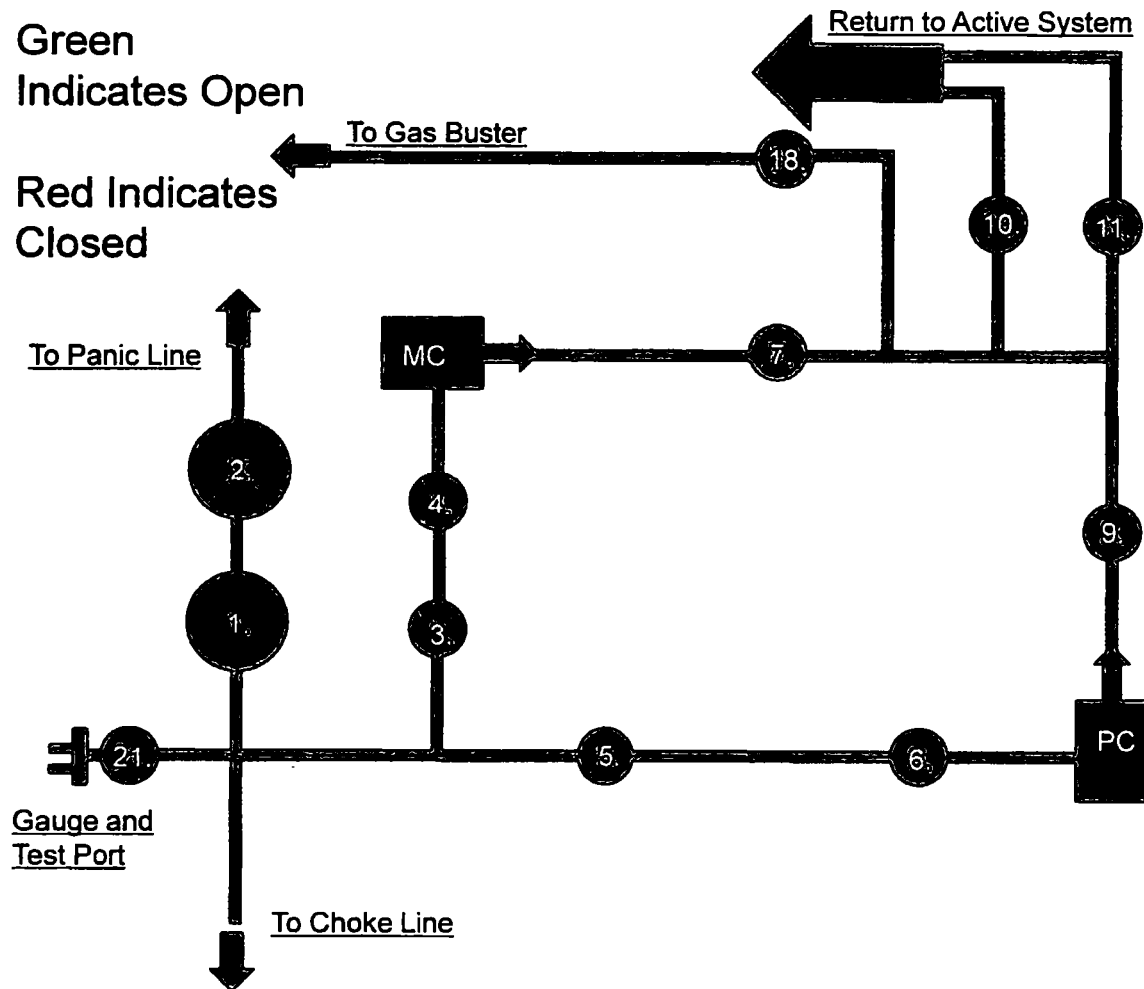 Green
Indicates Open
Red Indicates
Closed
Return to Active System
To Gas Buster
18
10
11
To Panic Line
MC
7
2
4
9
1
3
21
5
6
PC
Gauge and
Test Port
To Choke Line